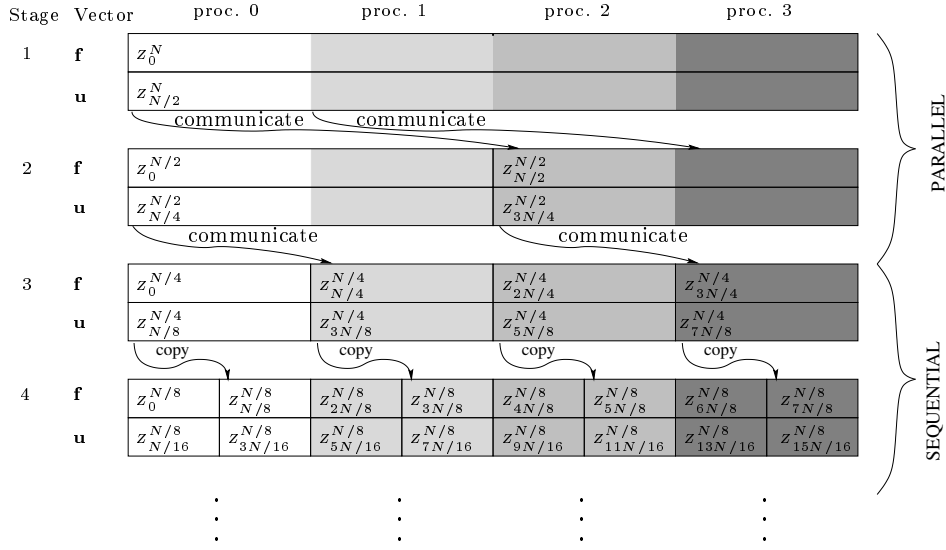 Stage Vector proc. 0 proc. 1 proc. 2 proc. 3
1 f z_0^N
u z_{N/2}^N
communicate communicate
2 f z_0^{N/2} z_{N/2}^{N/2}
u z_{N/4}^{N/2} z_{3N/4}^{N/2}
communicate communicate
3 f z_0^{N/4} z_{N/4}^{N/4} z_{2N/4}^{N/4} z_{3N/4}^{N/4}
u z_{N/8}^{N/4} z_{3N/8}^{N/4} z_{5N/8}^{N/4} z_{7N/8}^{N/4}
copy copy copy copy
4 f z_0^{N/8} z_{N/8}^{N/8} z_{2N/8}^{N/8} z_{3N/8}^{N/8} z_{4N/8}^{N/8} z_{5N/8}^{N/8} z_{6N/8}^{N/8} z_{7N/8}^{N/8}
u z_{N/16}^{N/8} z_{3N/16}^{N/8} z_{5N/16}^{N/8} z_{7N/16}^{N/8} z_{9N/16}^{N/8} z_{11N/16}^{N/8} z_{13N/16}^{N/8} z_{15N/16}^{N/8}
PARALLEL
SEQUENTIAL